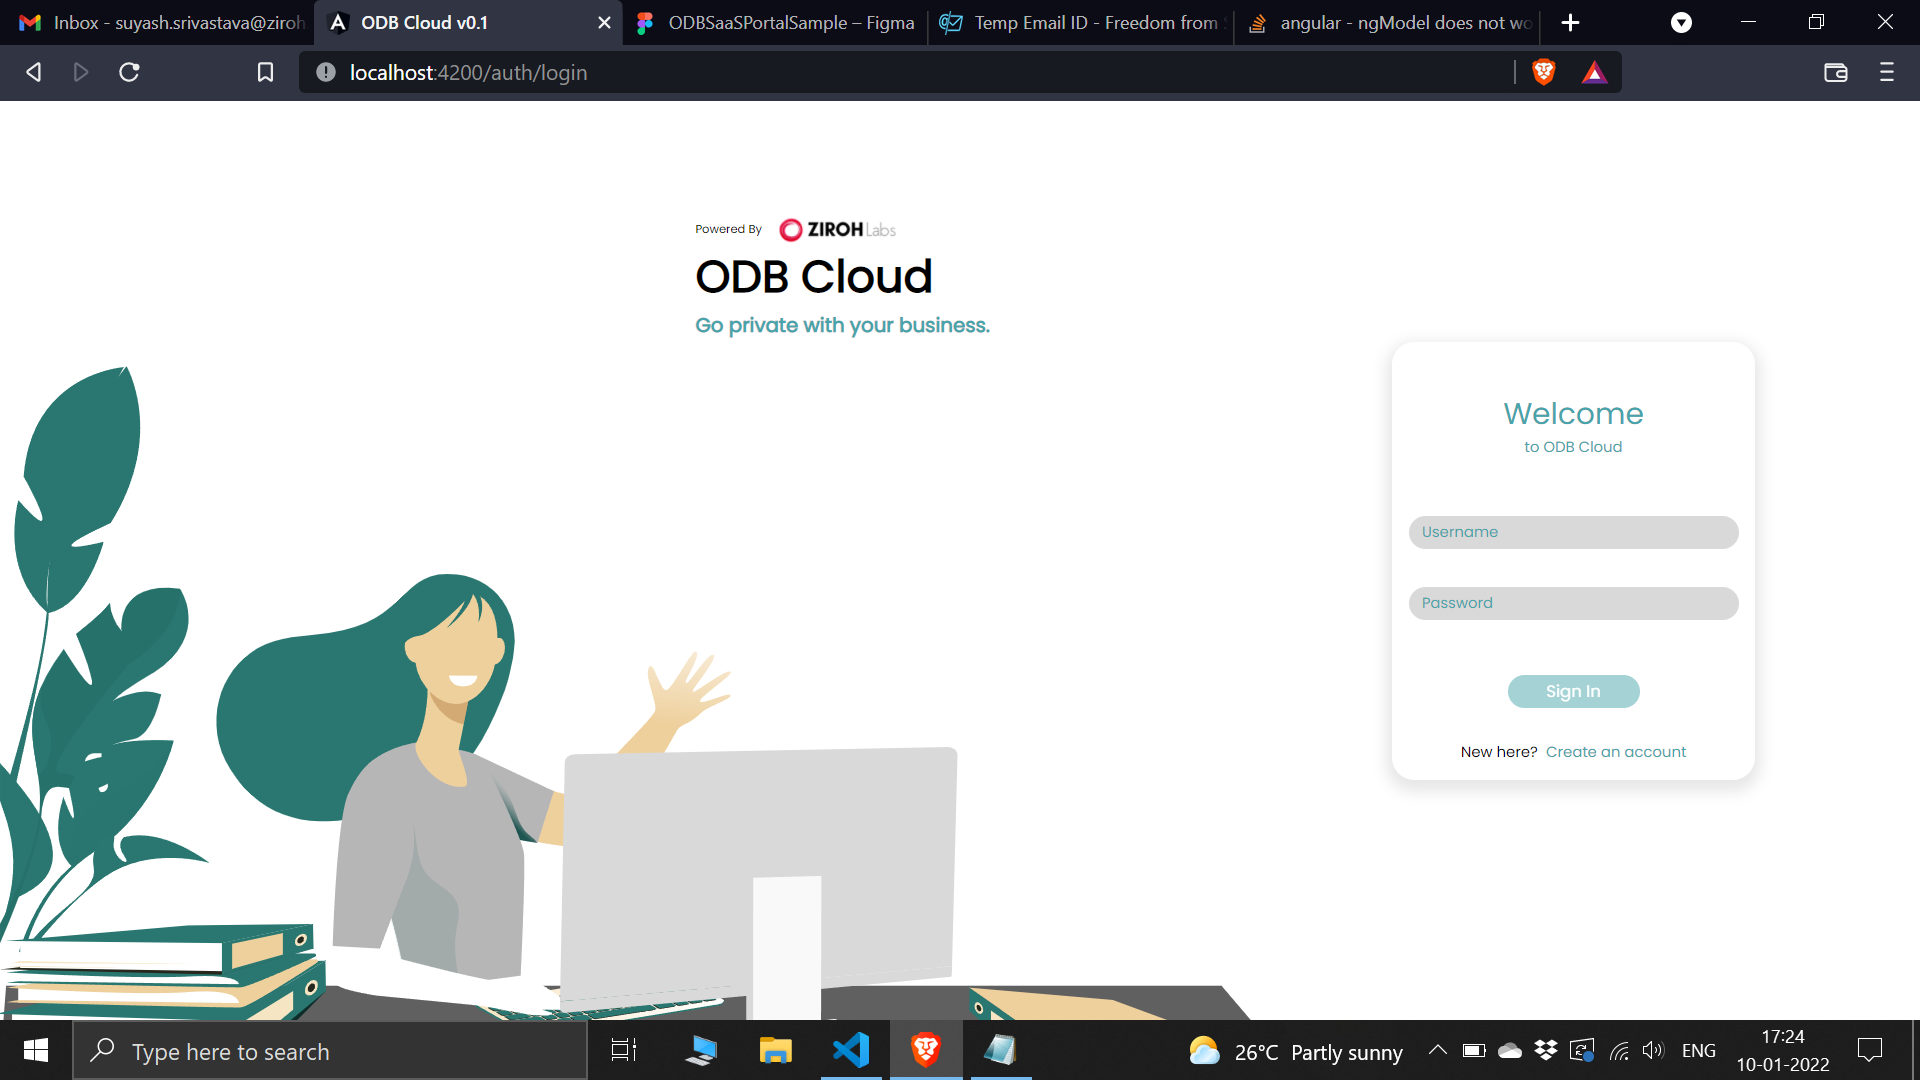 Inbox - suyash.srivastava@ziroh
ODB Cloud v0.1
ODBSaaSPortalSample – Figma
Temp Email ID - Freedom from
angular - ngModel does not wo
localhost:4200/auth/login
Powered By ZIROH Labs
ODB Cloud
Go private with your business.
Welcome
to ODB Cloud
Username
Password
Sign In
New here? Create an account
Type here to search
26°C Partly sunny
ENG
17:24
10-01-2022